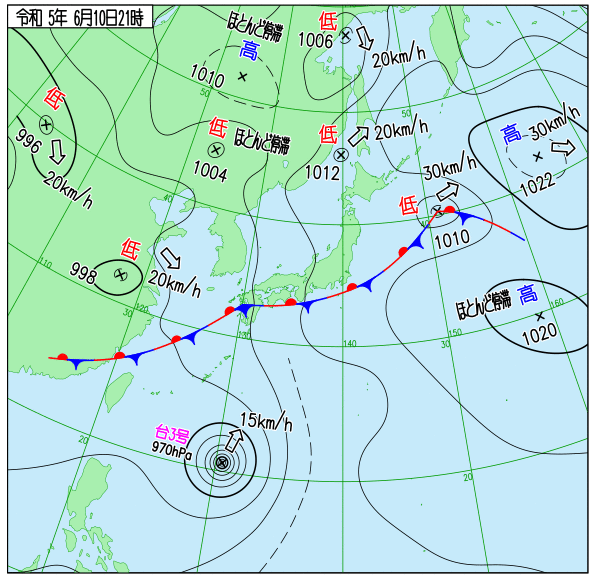 令和 5年 6月10日21時
ほとんど停滞
高
1010
低
1006
20km/h
50
低
996
20km/h
低
1004
ほとんど停滞
低
1012
20km/h
50
高
30km/h
1022
40
低
30km/h
1010
40
低
998
20km/h
110
30
120
130
140
150
160
ほとんど停滞
高
1020
台3号
970hPa
15km/h
20
20